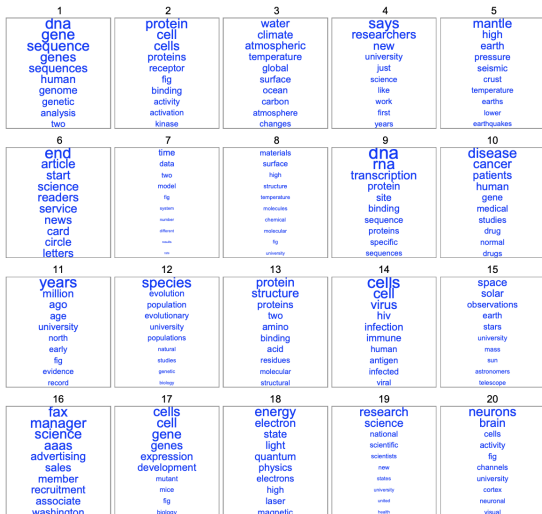 1
dna
gene
sequence
genes
sequences
human
genome
genetic
analysis
two
2
protein
cell
cells
proteins
receptor
fig
binding
activity
activation
kinase
3
water
climate
atmospheric
temperature
global
surface
ocean
carbon
atmosphere
changes
4
says
researchers
new
university
just
science
like
work
first
years
5
mantle
high
earth
pressure
seismic
crust
temperature
earths
lower
earthquakes
6
end
article
start
science
readers
service
news
card
circle
letters
7
time
data
two
model
fig
system
number
different
8
materials
surface
high
structure
temperature
molecules
chemical
molecular
fig
university
9
dna
rna
transcription
protein
site
binding
sequence
proteins
specific
sequences
10
disease
cancer
patients
human
gene
medical
studies
drug
normal
drugs
11
years
million
ago
age
university
north
early
fig
evidence
record
12
species
evolution
population
evolutionary
university
populations
natural
studies
genetic
biology
13
protein
structure
proteins
two
amino
binding
acid
residues
molecular
structural
14
cells
cell
virus
hiv
infection
immune
human
antigen
infected
viral
15
space
solar
observations
earth
stars
university
mass
sun
astronomers
telescope
16
fax
manager
science
aaas
advertising
sales
member
recruitment
associate
washington
17
cells
cell
gene
genes
expression
development
mutant
mice
fig
biology
18
energy
electron
state
light
quantum
physics
electrons
high
laser
magnetic
19
research
science
national
scientific
scientists
new
states
university
united
health
20
neurons
brain
cells
activity
fig
channels
university
cortex
neuronal
visual